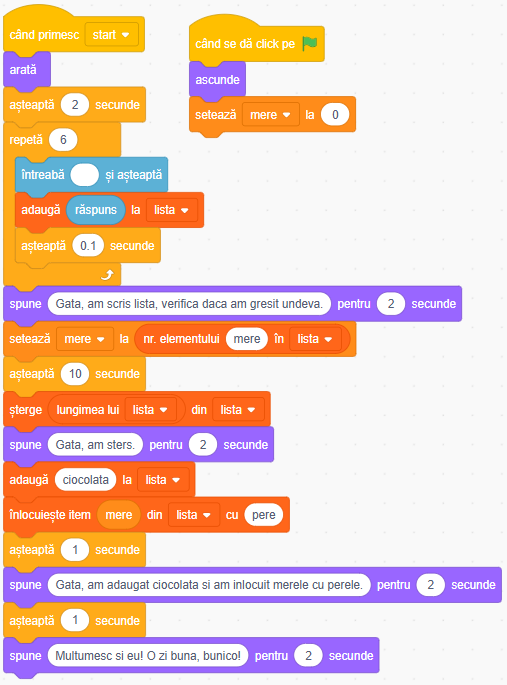 când primesc start
arată
așteaptă 2 secunde
repetă 6
întreabă și așteaptă
adaugă răspuns la lista
așteaptă 0.1 secunde
spune Gata, am scris lista, verifica daca am gresit undeva. pentru 2 secunde
setează mere la nr. elementului mere în lista
așteaptă 10 secunde
șterge lungimea lui lista din lista
spune Gata, am sters. pentru 2 secunde
adaugă ciocolata la lista
înlocuiește item mere din lista cu pere
așteaptă 1 secunde
spune Gata, am adaugat ciocolata si am inlocuit merele cu perele. pentru 2 secunde
așteaptă 1 secunde
spune Multumesc si eu! O zi buna, bunico! pentru 2 secunde
când se dă click pe
ascunde
setează mere la 0